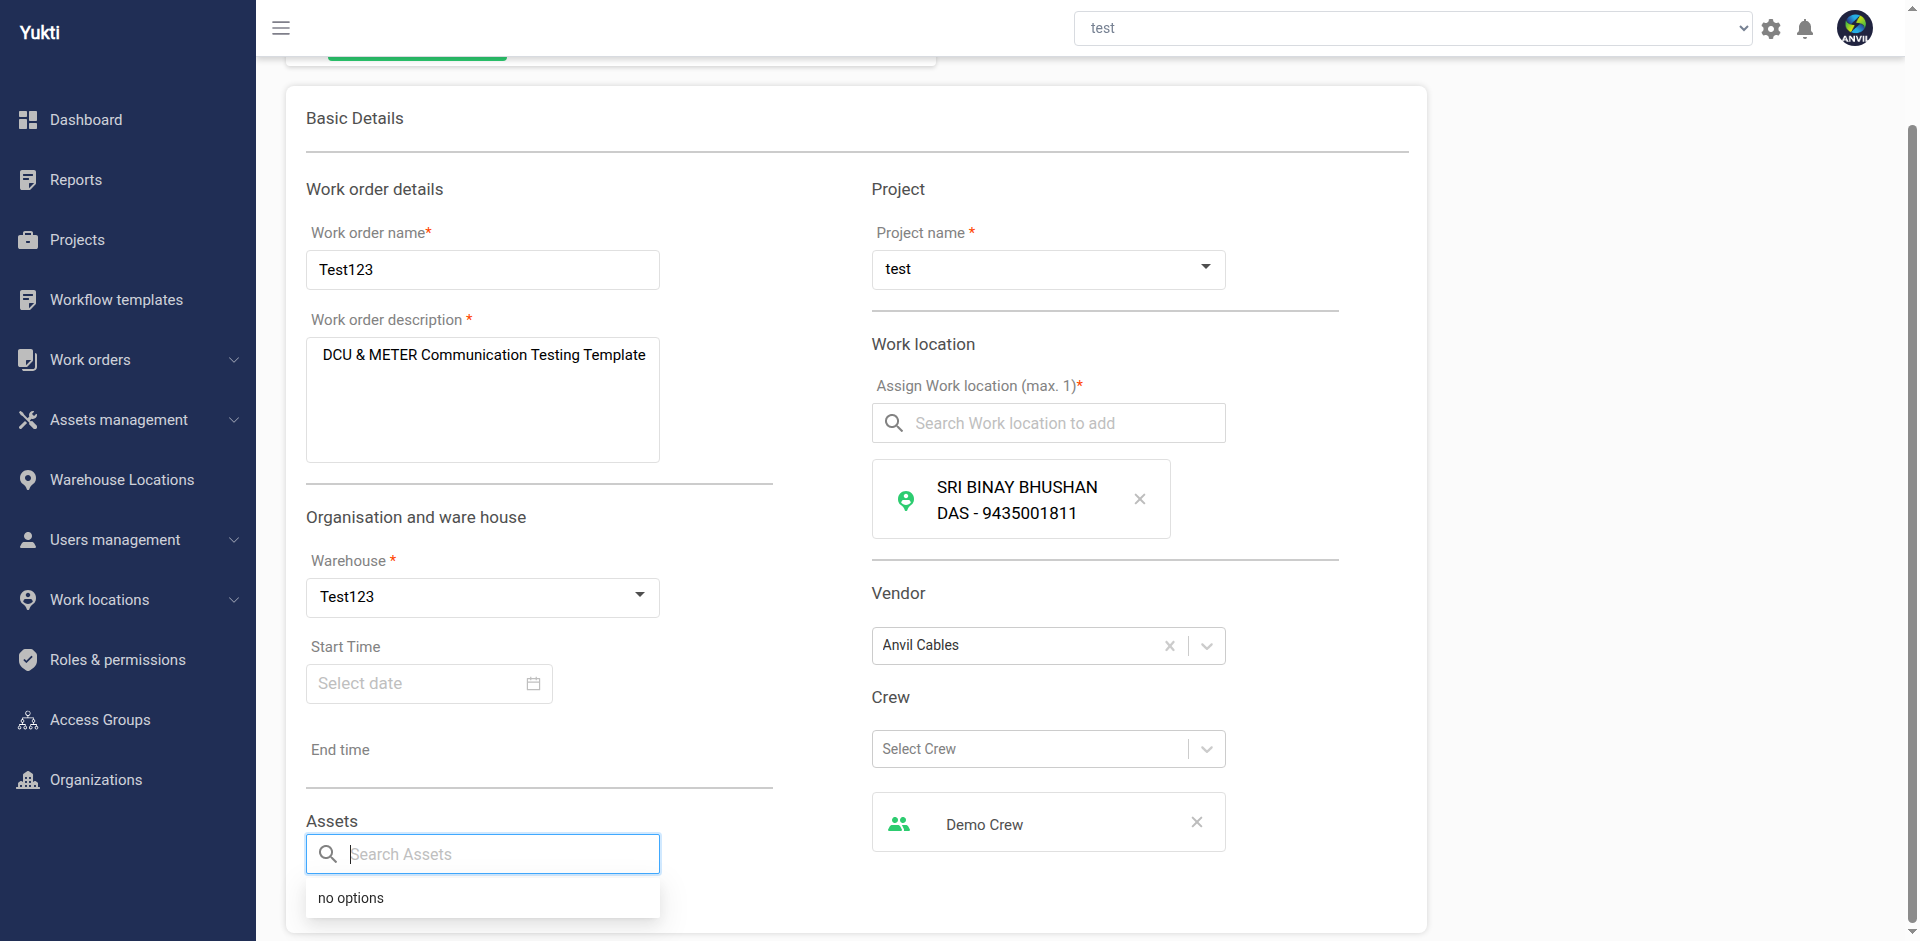 Yukti
test
ANVIL
Dashboard
Reports
Projects
Workflow templates
Work orders
Assets management
Warehouse Locations
Users management
Work locations
Roles & permissions
Access Groups
Organizations
Basic Details
Work order details
Work order name*
Test123
Work order description *
DCU & METER Communication Testing Template
Organisation and ware house
Warehouse *
Test123
Start Time
Select date
End time
Assets
Search Assets
no options
Project
Project name *
test
Work location
Assign Work location (max. 1)*
Search Work location to add
SRI BINAY BHUSHAN
DAS - 9435001811
Vendor
Anvil Cables
Crew
Select Crew
Demo Crew